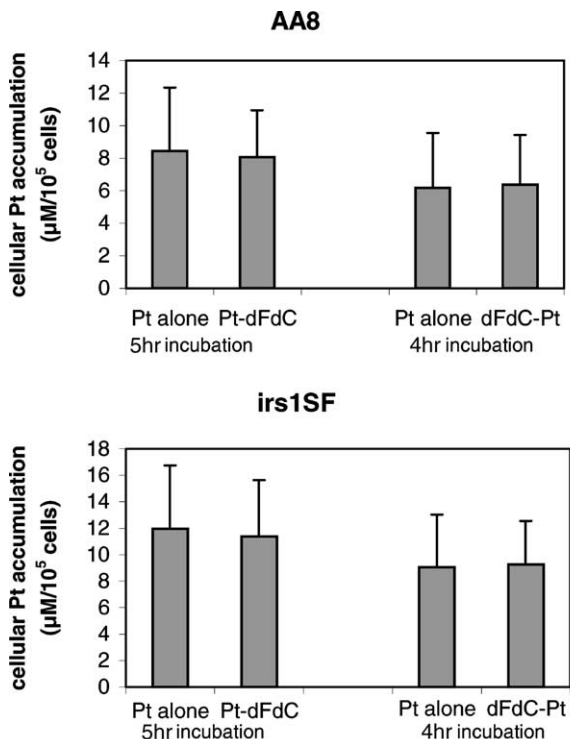 AA8
cellular Pt accumulation
(µM/10⁵ cells)
14
12
10
8
6
4
2
0
Pt alone Pt-dFdC Pt alone dFdC-Pt
5hr incubation 4hr incubation
irs1SF
cellular Pt accumulation
(µM/10⁵ cells)
18
16
14
12
10
8
6
4
2
0
Pt alone Pt-dFdC Pt alone dFdC-Pt
5hr incubation 4hr incubation